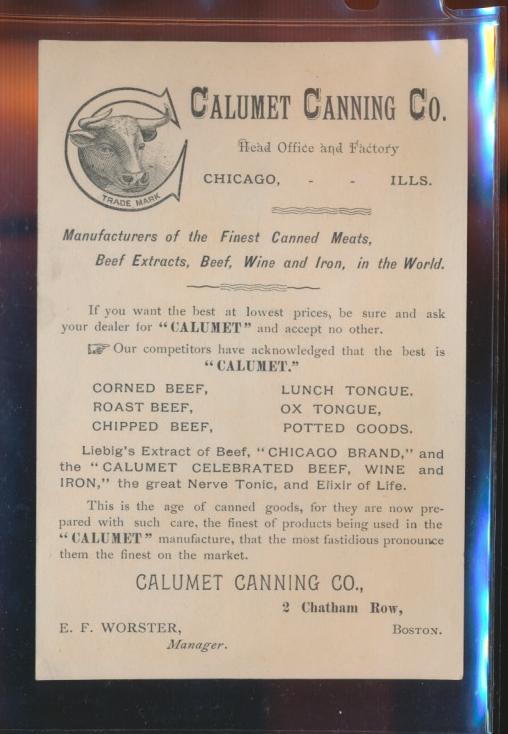 CALUMET CANNING CO.
Head Office and Factory
CHICAGO, - - ILLS.
TRADE MARK
Manufacturers of the Finest Canned Meats,
Beef Extracts, Beef, Wine and Iron, in the World.
If you want the best at lowest prices, be sure and ask
your dealer for "CALUMET" and accept no other.
☞ Our competitors have acknowledged that the best is
"CALUMET."
CORNED BEEF, LUNCH TONGUE.
ROAST BEEF, OX TONGUE,
CHIPPED BEEF, POTTED GOODS.
Liebig's Extract of Beef, "CHICAGO BRAND," and
the "CALUMET CELEBRATED BEEF, WINE and
IRON," the great Nerve Tonic, and Elixir of Life.
This is the age of canned goods, for they are now pre-
pared with such care, the finest of products being used in the
"CALUMET" manufacture, that the most fastidious pronounce
them the finest on the market.
CALUMET CANNING CO.,
2 Chatham Row,
E. F. WORSTER, BOSTON.
Manager.